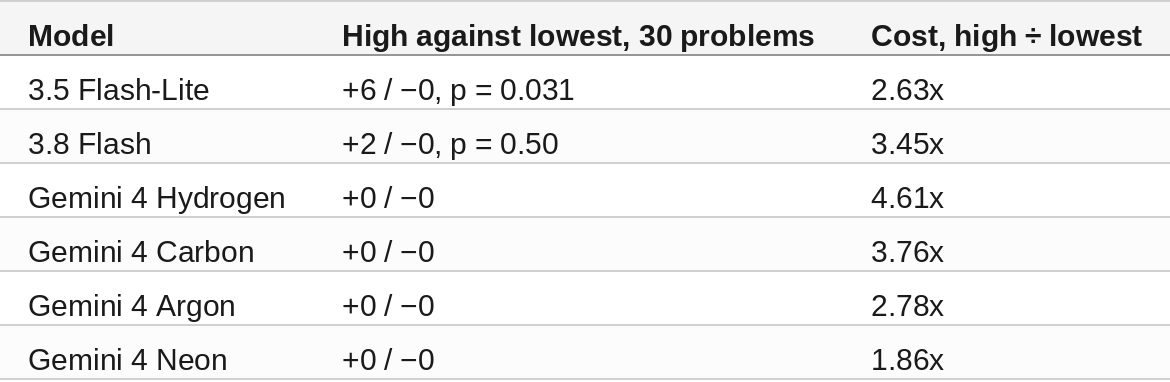 Model High against lowest, 30 problems Cost, high ÷ lowest
3.5 Flash-Lite +6 / −0, p = 0.031 2.63x
3.8 Flash +2 / −0, p = 0.50 3.45x
Gemini 4 Hydrogen +0 / −0 4.61x
Gemini 4 Carbon +0 / −0 3.76x
Gemini 4 Argon +0 / −0 2.78x
Gemini 4 Neon +0 / −0 1.86x